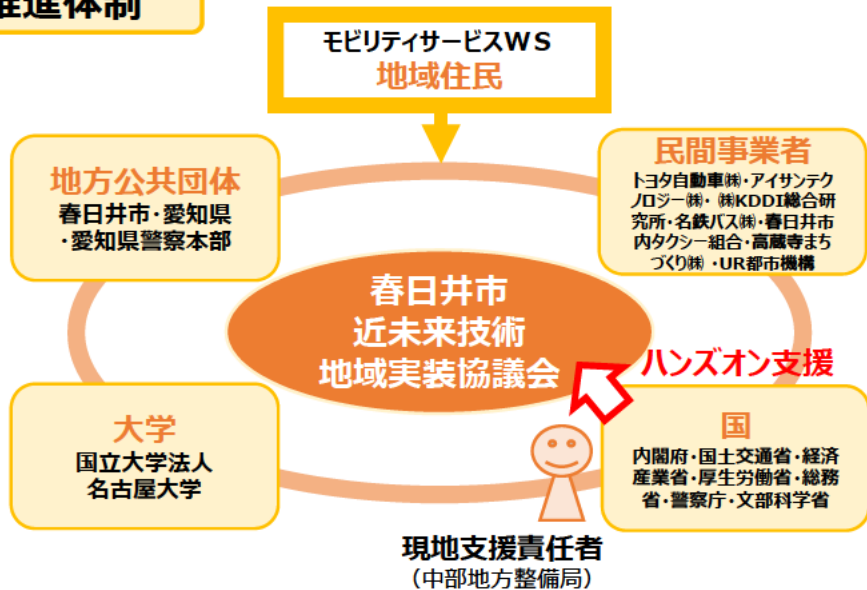 推進体制
モビリティサービスWS
地域住民
地方公共団体
春日井市・愛知県
・愛知県警察本部
民間事業者
トヨタ自動車㈱・アイサンテク
ノロジー㈱・㈱KDDI総合研
究所・名鉄バス㈱・春日井市
内タクシー組合・高蔵寺まち
づくり㈱・UR都市機構
春日井市
近未来技術
地域実装協議会
ハンズオン支援
大学
国立大学法人
名古屋大学
国
内閣府・国土交通省・経済
産業省・厚生労働省・総務
省・警察庁・文部科学省
現地支援責任者
（中部地方整備局）